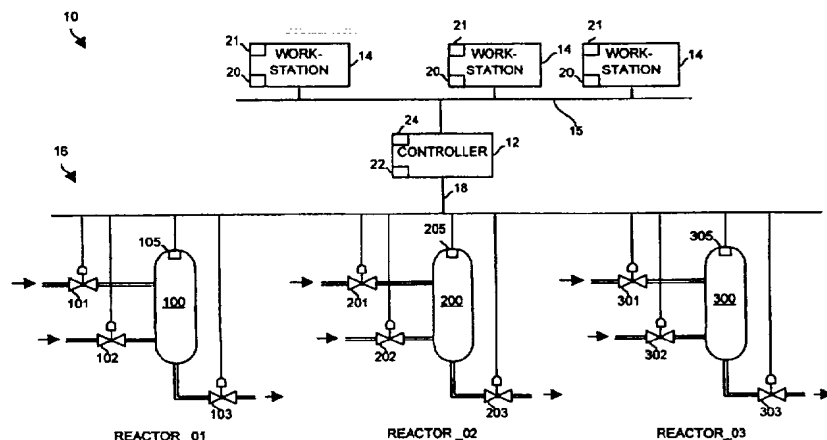 10
21 WORK-STATION 14
20
21 WORK-STATION 14
20
21 WORK-STATION 14
20
15
24
CONTROLLER 12
22
16
18
105 205 305
101 100 201 200 301 300
102 202 302
103 203 303
REACTOR_01 REACTOR_02 REACTOR_03